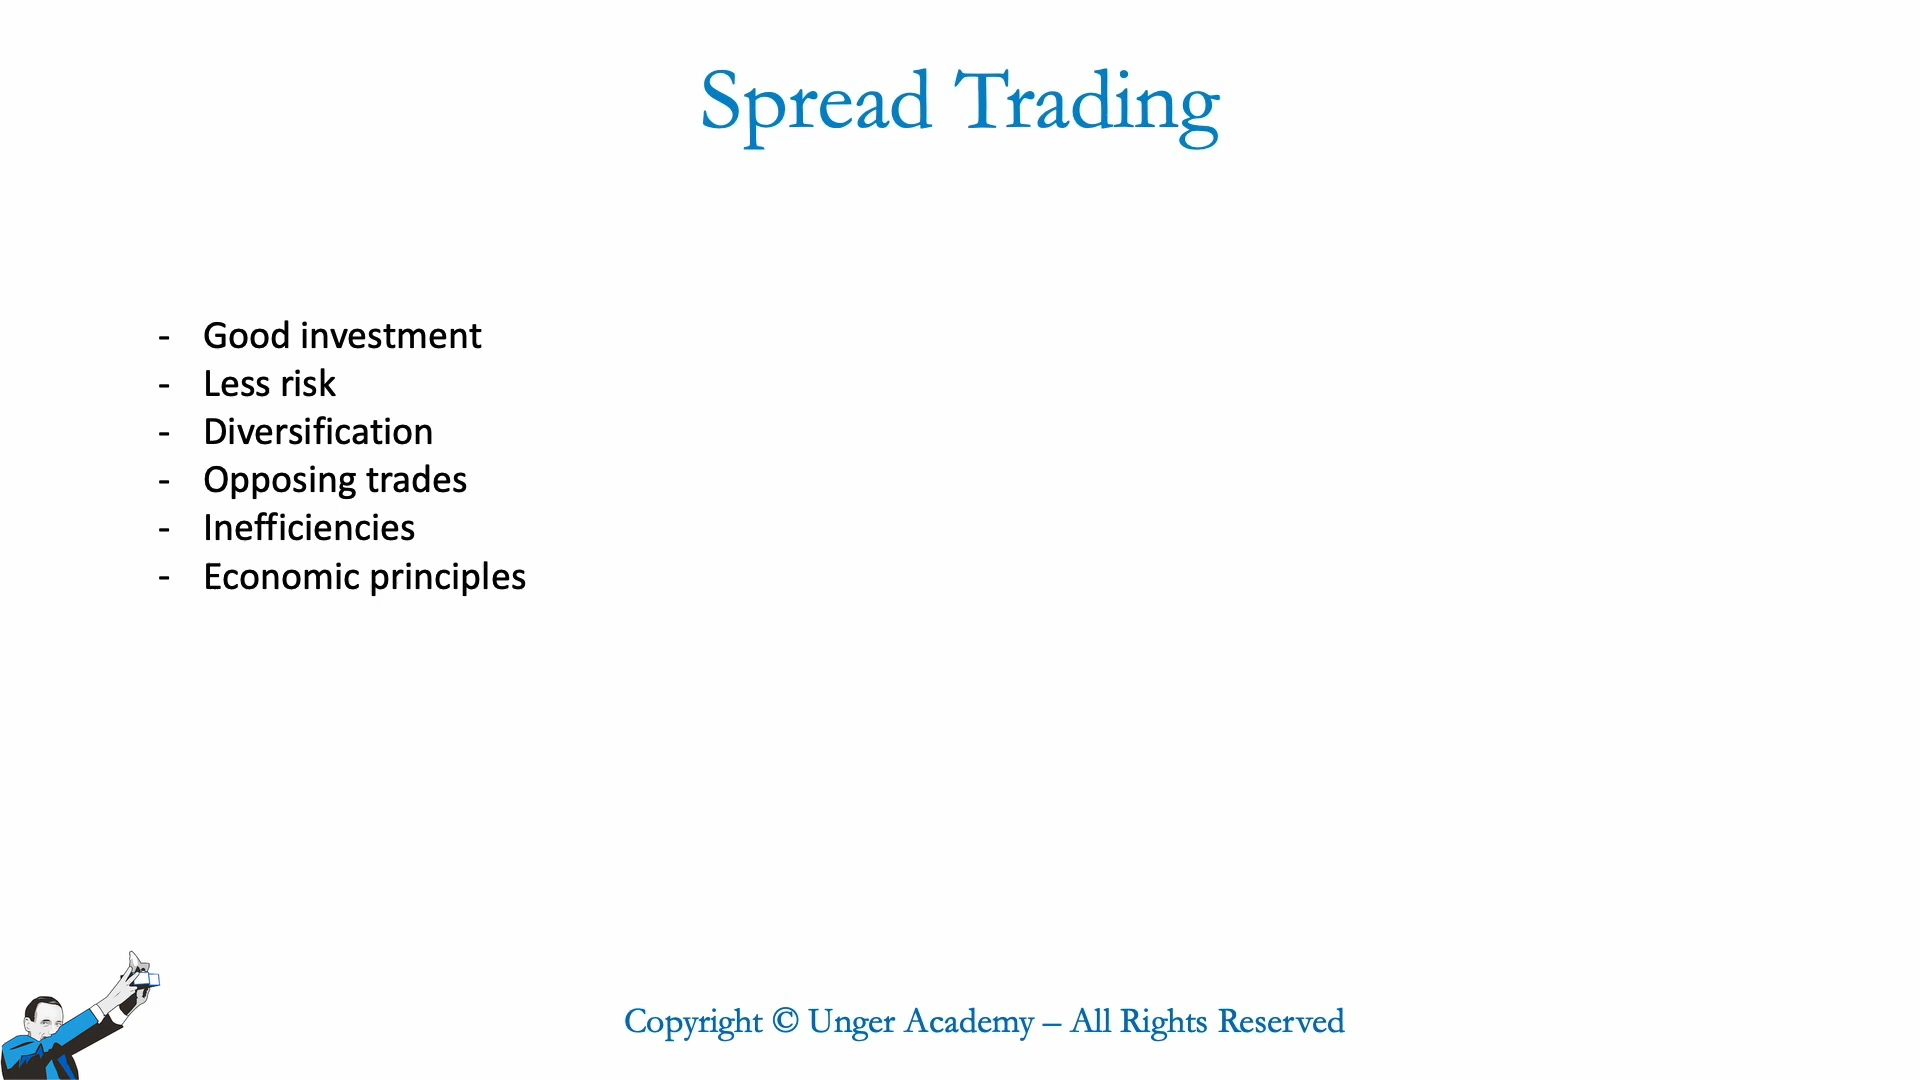 Spread Trading
- Good investment
- Less risk
- Diversification
- Opposing trades
- Inefficiencies
- Economic principles
Copyright © Unger Academy – All Rights Reserved